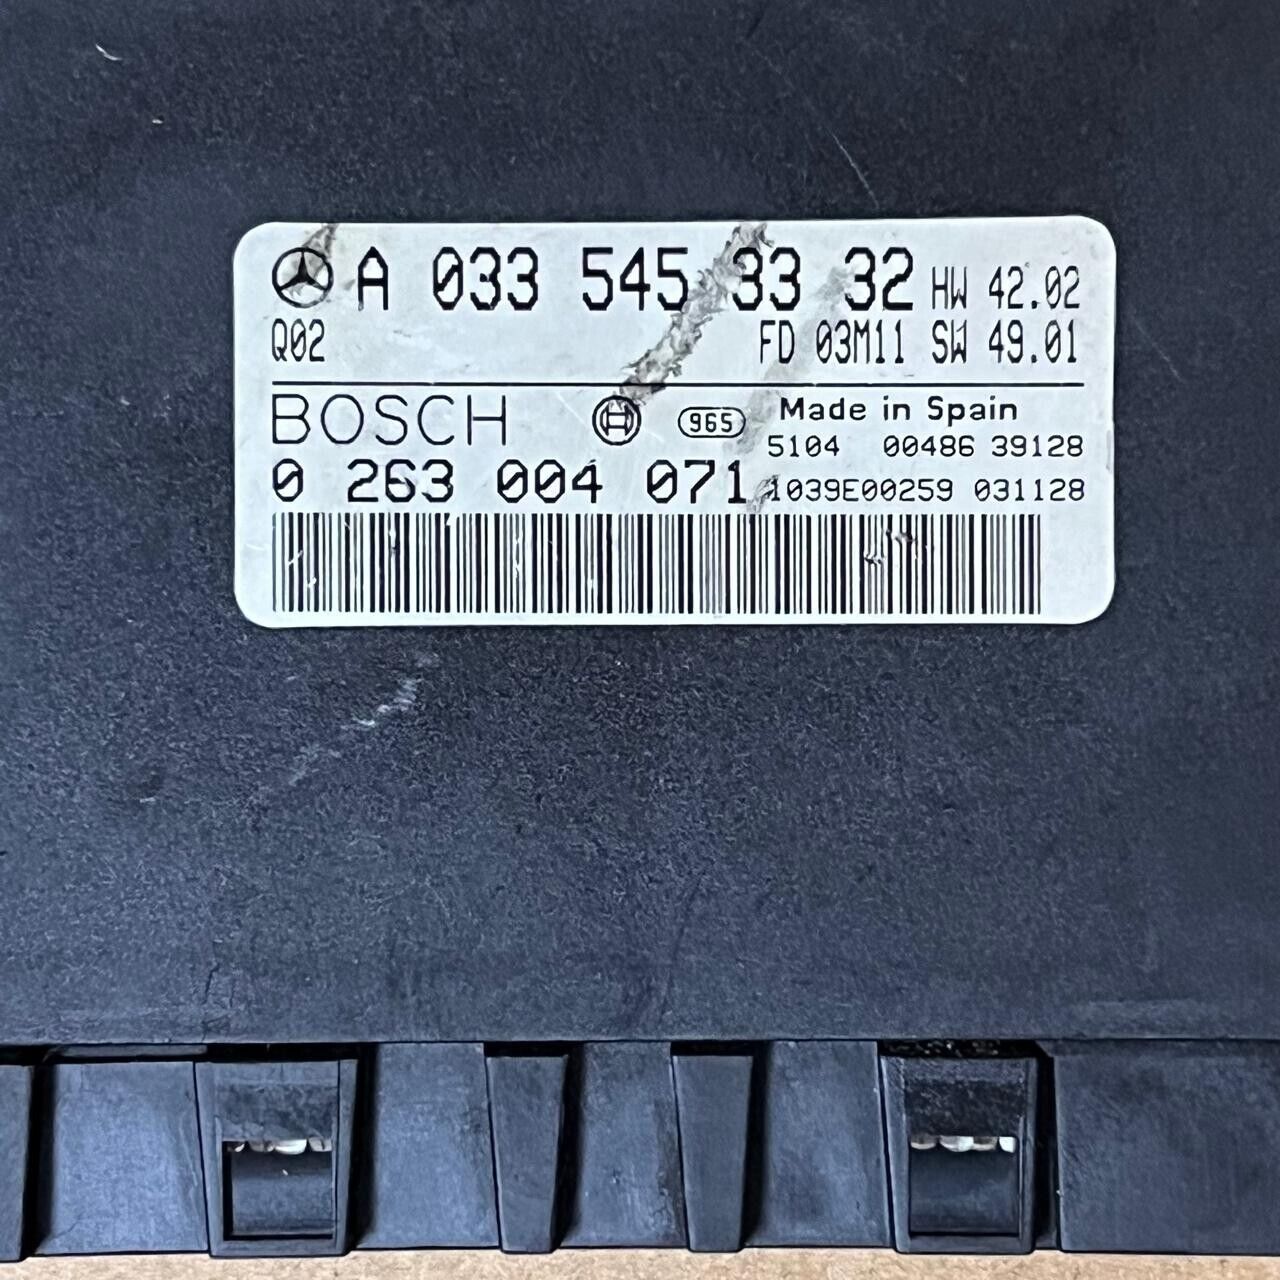 A 033 545 33 32 HW 42.02
Q02 FD 03M11 SW 49.01
BOSCH 965 Made in Spain
5104 00486 39128
0 263 004 071 1039E00259 031128